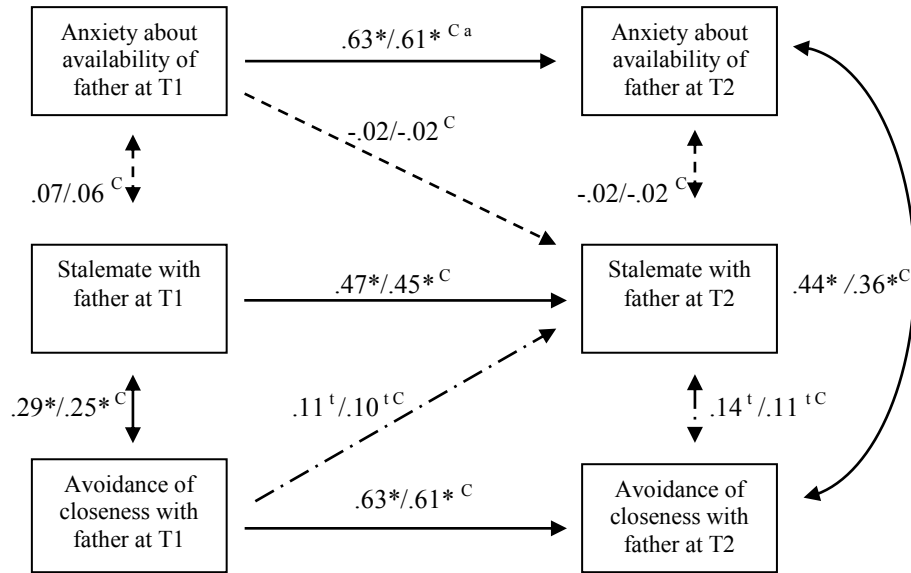 Anxiety about
availability of
father at T1
.63*/.61* C a
Anxiety about
availability of
father at T2
-.02/-.02 C
.07/.06 C
-.02/-.02 C
Stalemate with
father at T1
.47*/.45* C
Stalemate with
father at T2
.44* /.36*C
.29*/.25* C
.11 t /.10 t C
.14 t /.11 t C
Avoidance of
closeness with
father at T1
.63*/.61* C
Avoidance of
closeness with
father at T2